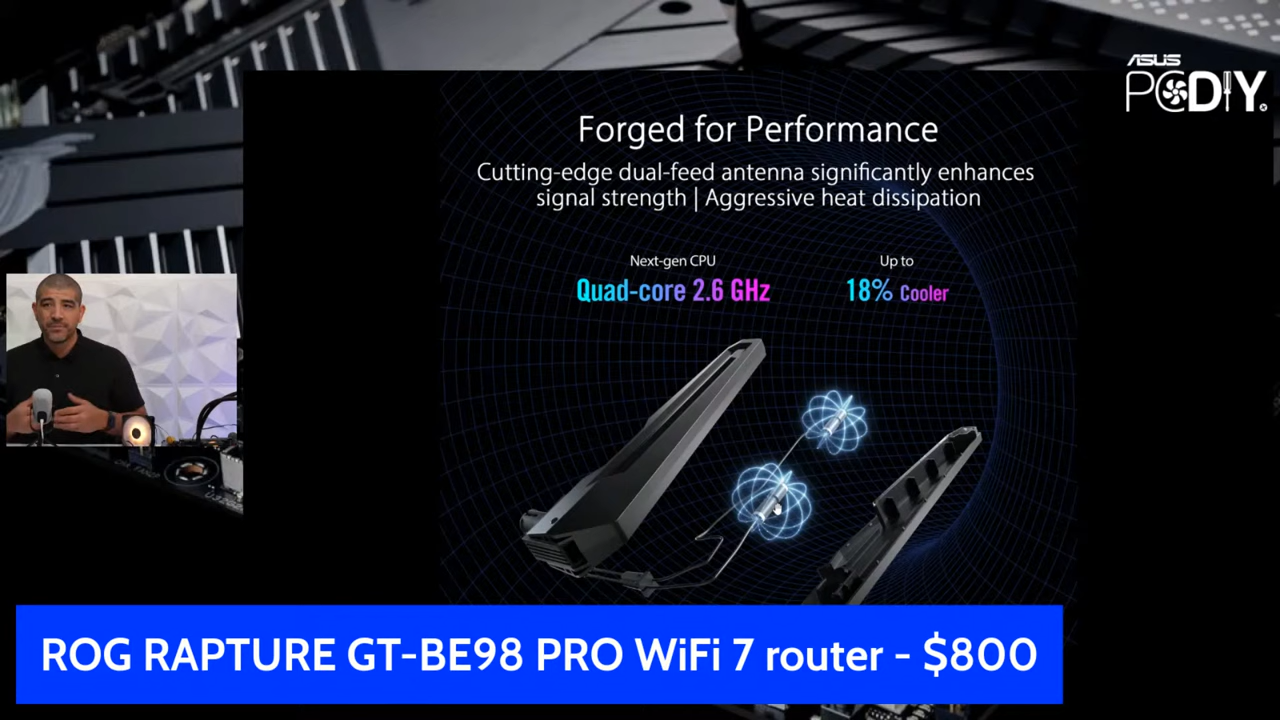 ASUS
PCDIY.
Forged for Performance
Cutting-edge dual-feed antenna significantly enhances
signal strength | Aggressive heat dissipation
Next-gen CPU
Quad-core 2.6 GHz
Up to
18% Cooler
ROG RAPTURE GT-BE98 PRO WiFi 7 router - $800